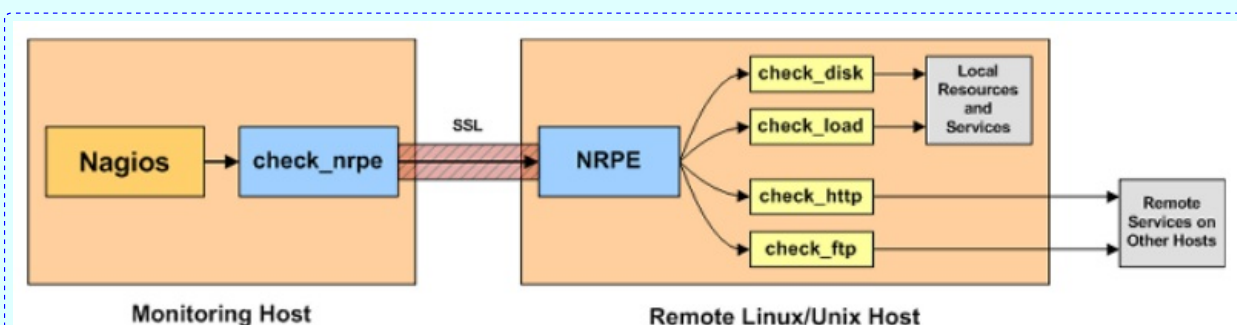 Nagios
check_nrpe
SSL
NRPE
check_disk
check_load
check_http
check_ftp
Local
Resources
and
Services
Remote
Services on
Other Hosts
Monitoring Host
Remote Linux/Unix Host